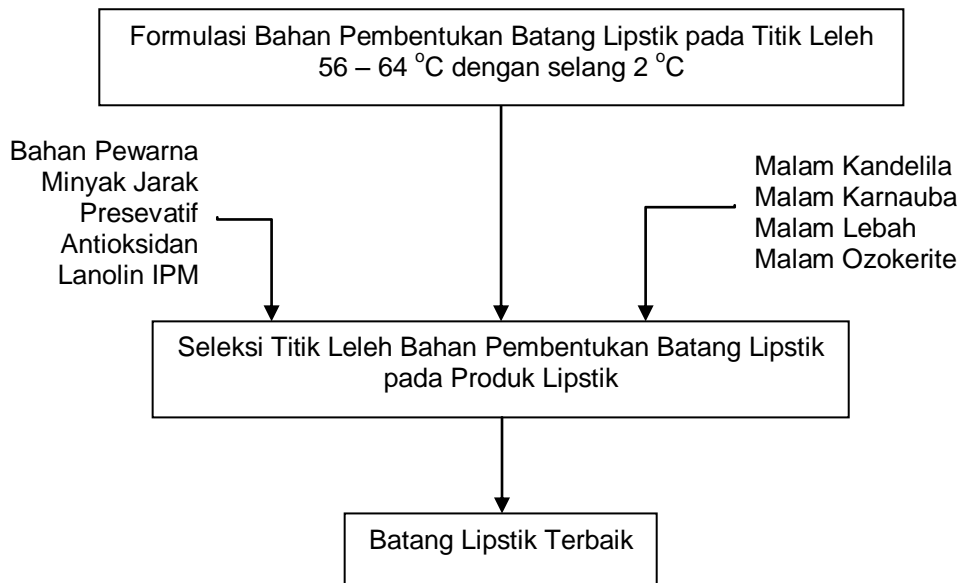 Formulasi Bahan Pembentukan Batang Lipstik pada Titik Leleh
56 – 64 °C dengan selang 2 °C
Bahan Pewarna
Minyak Jarak
Presevatif
Antioksidan
Lanolin IPM
Malam Kandelila
Malam Karnauba
Malam Lebah
Malam Ozokerite
Seleksi Titik Leleh Bahan Pembentukan Batang Lipstik
pada Produk Lipstik
Batang Lipstik Terbaik